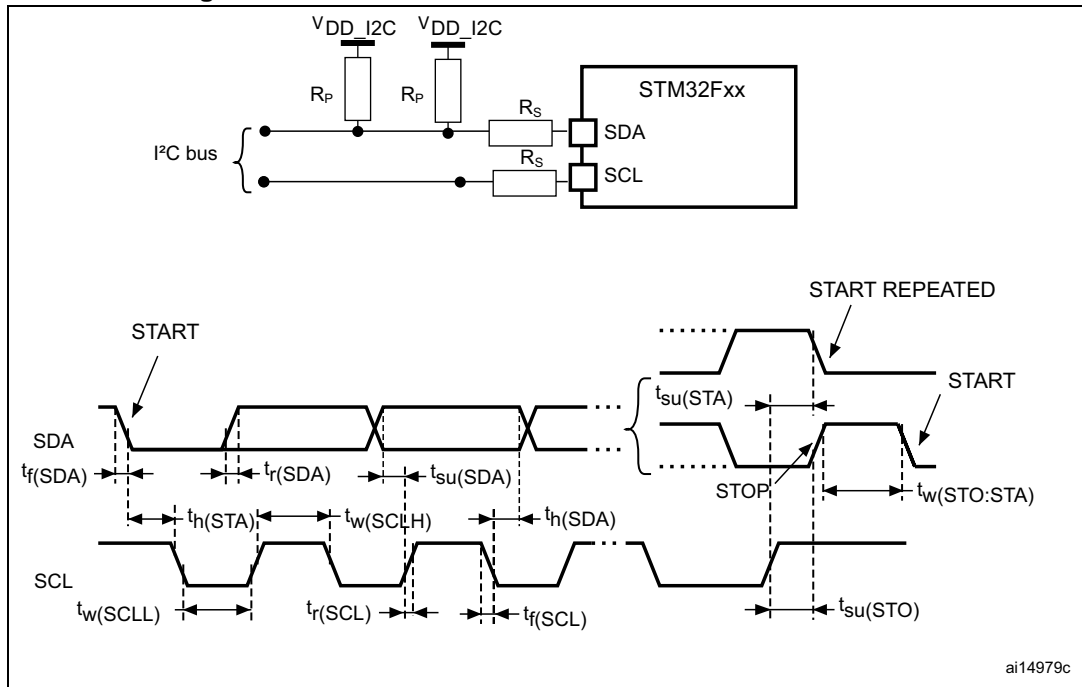 VDD_I2C VDD_I2C
RP RP
STM32Fxx
RS
SDA
I²C bus
RS
SCL
START REPEATED
START
START
tsu(STA)
SDA
tf(SDA)
tr(SDA)
tsu(SDA)
STOP
tw(STO:STA)
th(STA)
tw(SCLH)
th(SDA)
SCL
tw(SCLL)
tr(SCL)
tf(SCL)
tsu(STO)
ai14979c